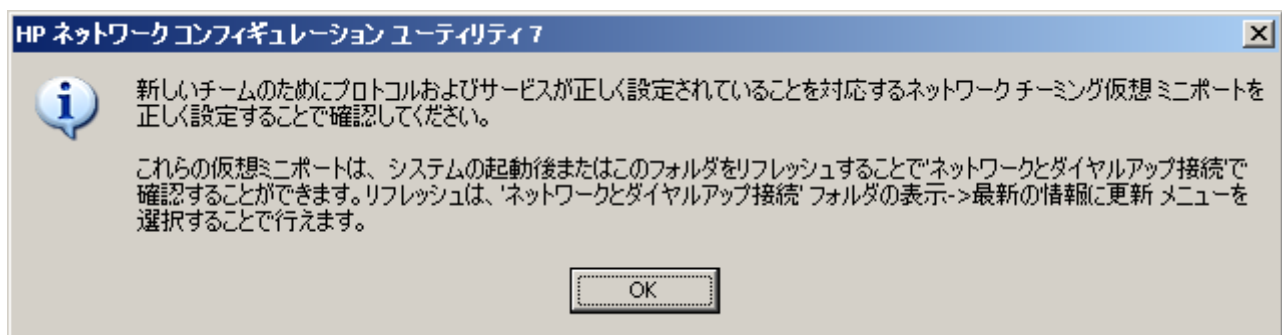 HP ネットワーク コンフィギュレーション ユーティリティ 7
新しいチームのためにプロトコルおよびサービスが正しく設定されていることを対応するネットワーク チーミング仮想 ミニポートを
正しく設定することで確認してください。
これらの仮想ミニポートは、システムの起動後またはこのフォルダをリフレッシュすることで'ネットワークとダイヤルアップ接続'で
確認することができます。リフレッシュは、'ネットワークとダイヤルアップ接続' フォルダの表示->最新の情報に更新 メニューを
選択することで行えます。
OK